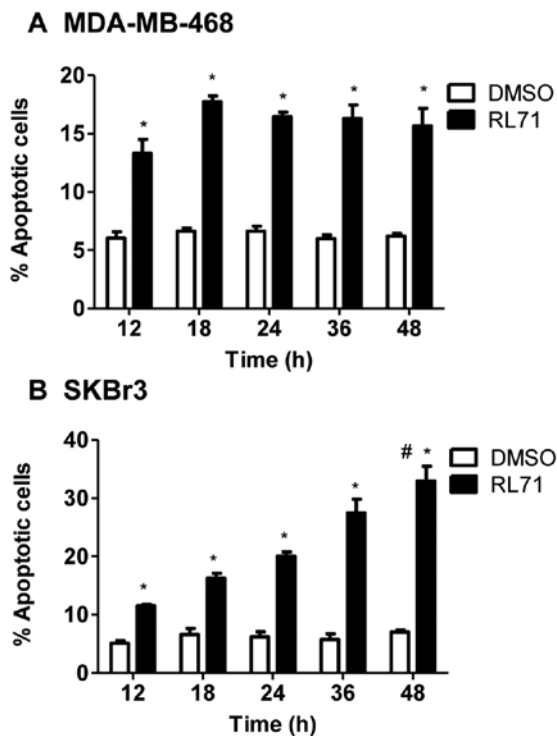 A MDA-MB-468
20
15
10
5
0
% Apoptotic cells
* * * * *
DMSO
RL71
12 18 24 36 48
Time (h)
B SKBr3
40
30
20
10
0
% Apoptotic cells
* * * * # *
DMSO
RL71
12 18 24 36 48
Time (h)